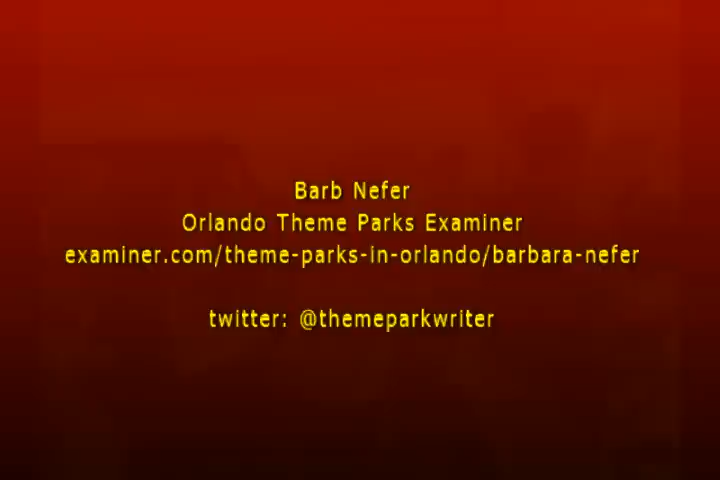 Barb Nefer
Orlando Theme Parks Examiner
examiner.com/theme-parks-in-orlando/barbara-nefer
twitter: @themeparkwriter